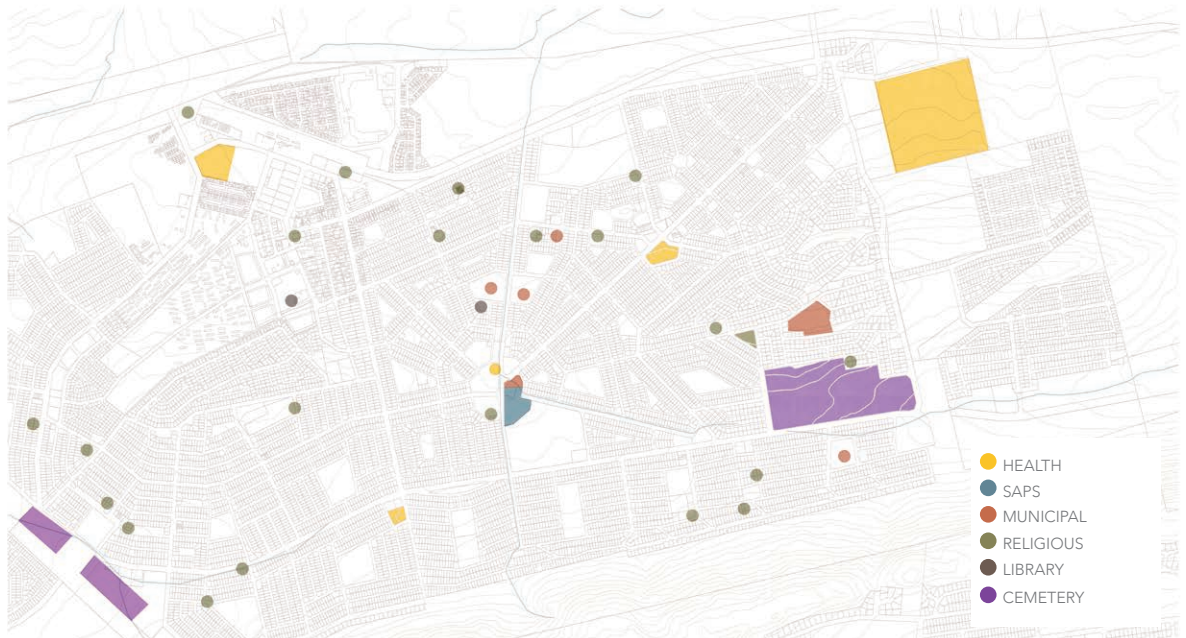 HEALTH
SAPS
MUNICIPAL
RELIGIOUS
LIBRARY
CEMETERY